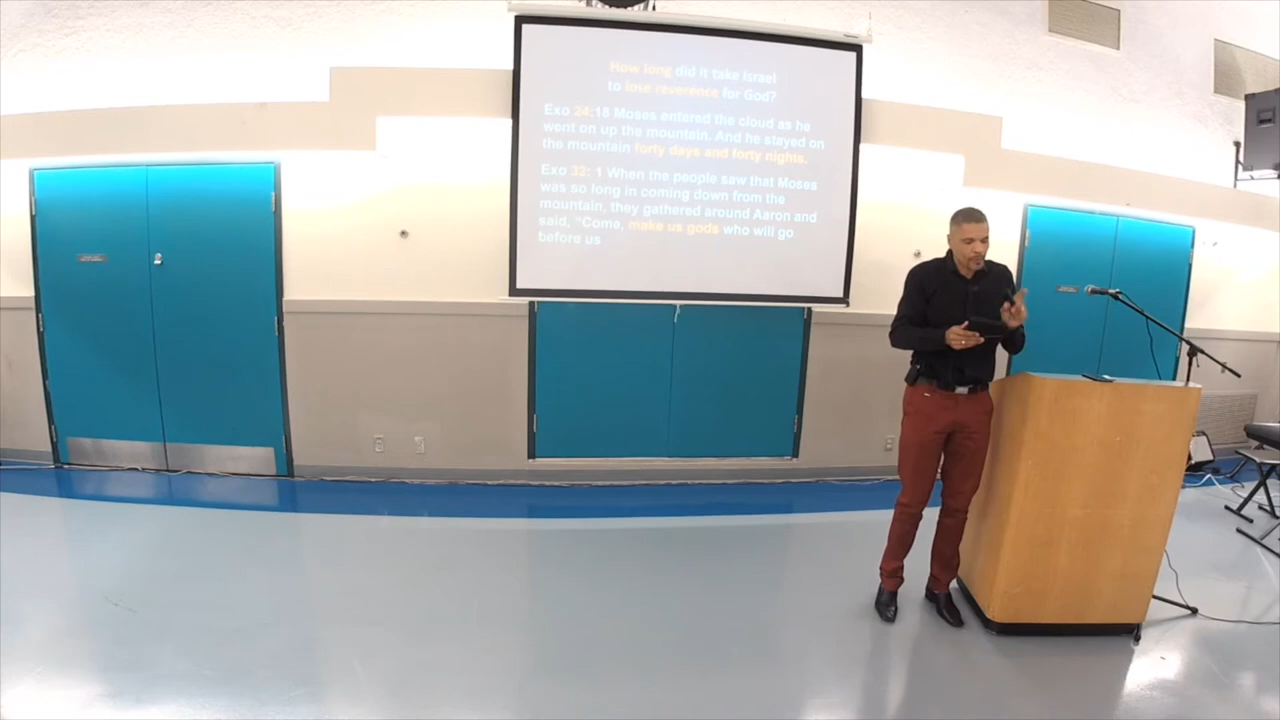 How long did it take Israel
to lose reverence for God?
Exo 24:18 Moses entered the cloud as he
went on up the mountain. And he stayed on
the mountain forty days and forty nights.
Exo 32: 1 When the people saw that Moses
was so long in coming down from the
mountain, they gathered around Aaron and
said, “Come, make us gods who will go
before us